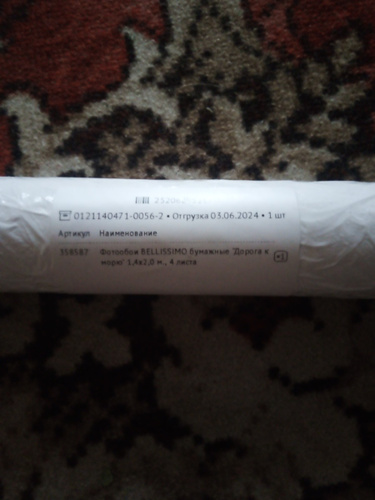 0121140471-0056-2 • Отгрузка 03.06.2024 • 1 шт
Артикул Наименование
358587 Фотообои BELLISSIMO бумажные 'Дорога к
морю' 1,4x2,0 м., 4 листа